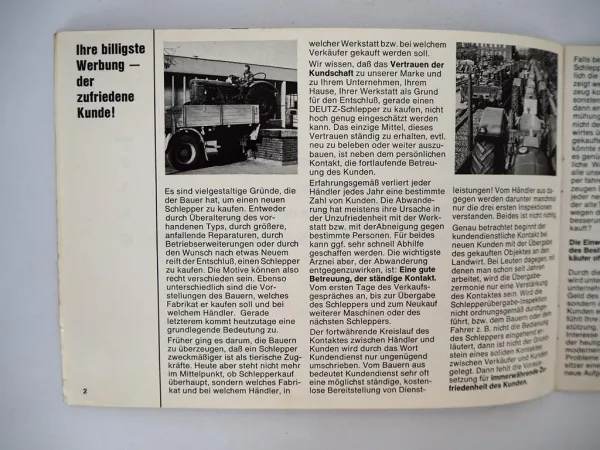 Ihre billigste
Werbung —
der
zufriedene
Kunde!
Es sind vielgestaltige Gründe, die
der Bauer hat, um einen neuen
Schlepper zu kaufen. Entweder
durch Überalterung des vor-
handenen Typs, durch größere,
anfallende Reparaturen, durch
Betriebserweiterungen oder durch
den Wunsch nach etwas Neuem
reift der Entschluß, einen Schlepper
zu kaufen. Die Motive können also
recht verschieden sein. Ebenso
unterschiedlich sind die Vor-
stellungen des Bauern, welches
Fabrikat er kaufen soll und bei
welchem Händler. Gerade
letzterem kommt heutzutage eine
grundlegende Bedeutung zu.
Früher ging es darum, die Bauern
zu überzeugen, daß ein Schlepper
zweckmäßiger ist als tierische Zug-
kräfte. Heute aber steht nicht mehr
im Mittelpunkt, ob Schlepperkauf
überhaupt, sondern welches Fabri-
kat er bei welchem Händler, in
2
welcher Werkstatt bzw. bei welchem
Verkäufer gekauft werden soll.
Wir wissen, daß das Vertrauen der
Kundschaft zu unserer Marke und
zu Ihrem Unternehmen, Ihrem
Hause, Ihrer Werkstatt als Grund
für den Entschluß, gerade einen
DEUTZ-Schlepper zu kaufen, nicht
hoch genug eingeschätzt werden
kann. Das einzige Mittel, dieses
Vertrauen ständig zu erhalten, evtl.
neu zu beleben oder weiter auszu-
bauen, ist neben dem persönlichen
Kontakt, die fortlaufende Betreu-
ung des Kunden.
Erfahrungsgemäß verliert jeder
Händler jedes Jahr eine bestimmte
Zahl von Kunden. Die Abwande-
rung hat meistens ihre Ursache in
der Unzufriedenheit mit der Werk-
statt bzw. mit der Abneigung gegen
bestimmte Personen. Für beides
kann ggf. sehr schnell Abhilfe
geschaffen werden. Die wichtigste
Arznei aber, der Abwanderung
entgegenzuwirken, ist: Eine gute
Betreuung, der ständige Kontakt.
Vom ersten Tage des Verkaufs-
gespräches an, bis zur Übergabe
des Schleppers und zum Neukauf
weiterer Maschinen oder des
nächsten Schleppers.
Der fortwährende Kreislauf des
Kontaktes zwischen Händler und
Kunden wird durch das Wort
Kundendienst nur ungenügend
umschrieben. Vom Bauern aus
bedeutet Kundendienst sehr oft
eine möglichst ständige, kosten-
lose Bereitstellung von Dienst-
leistungen! Vom Händler aus da-
gegen werden darunter manchmal
nur die drei ersten Inspektionen
verstanden. Beides ist nicht richtig.
Genau betrachtet beginnt der
kundendienstliche Kontakt bei
neuen Kunden mit der Übergabe
des gekauften Objektes an den
Landwirt. Bei Leuten dagegen, mit
denen man schon seit Jahren
arbeitet, wird die Übergabe-
zermonie nur eine Verstärkung
des Kontaktes sein. Wird die
Schlepperübergabe-Inspektion
nicht ordnungsgemäß durchge-
führt, bzw. dem Bauern oder dem
Fahrer z. B. nicht die Bedienung
des Schleppers eingehend er-
läutert, dann ist nicht der Grund-
stein eines soliden Kontaktes
zwischen Verkäufer und Kunden
gelegt. Dann fehlt die Voraus-
setzung für Immerwährende Zu-
friedenheit des Kunden.